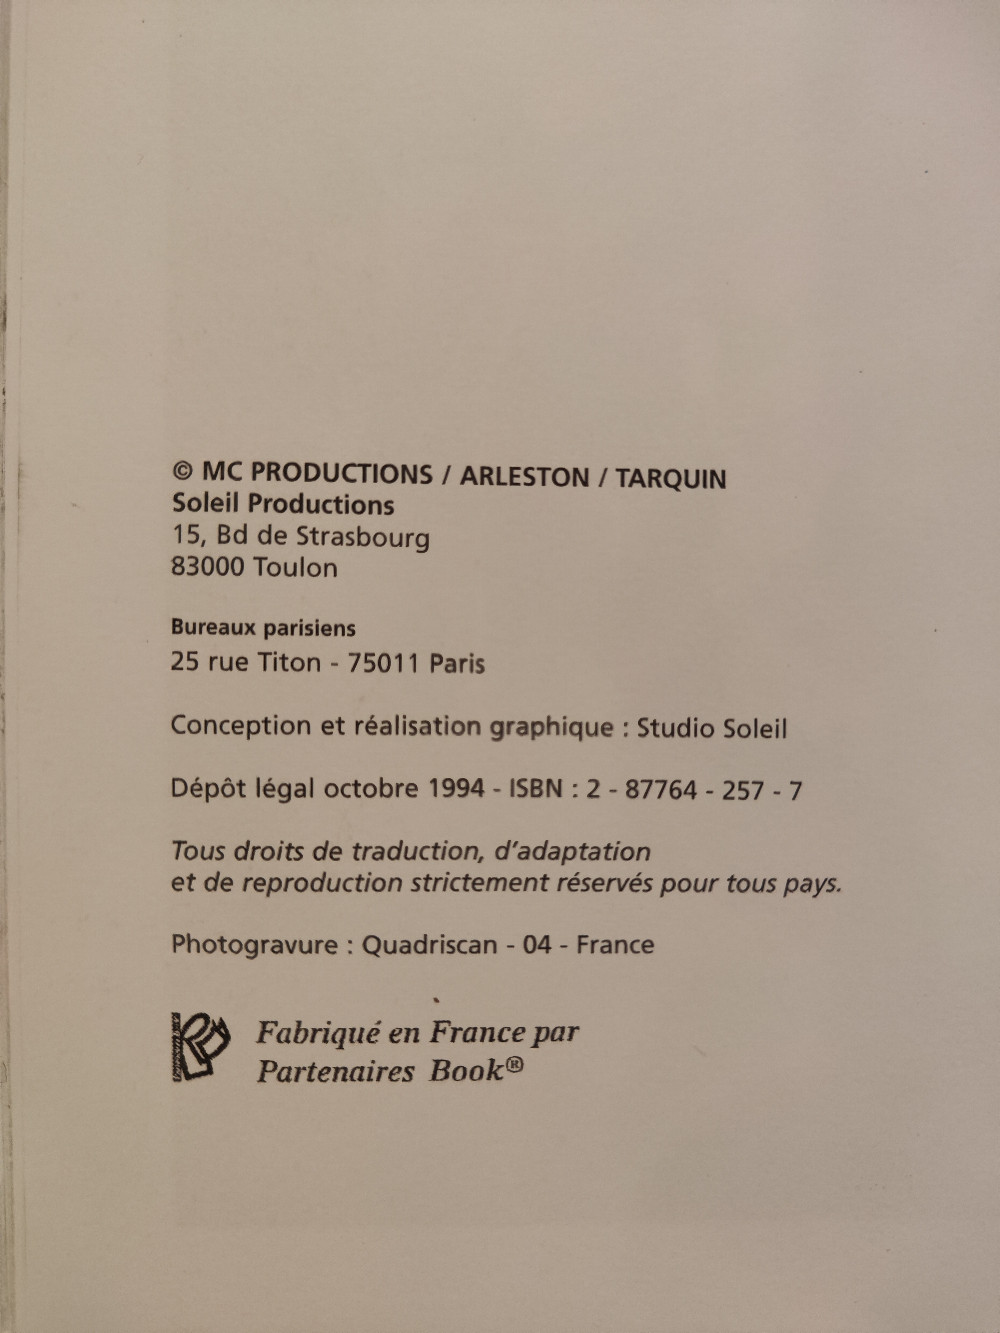 © MC PRODUCTIONS / ARLESTON / TARQUIN
Soleil Productions
15, Bd de Strasbourg
83000 Toulon
Bureaux parisiens
25 rue Titon - 75011 Paris
Conception et réalisation graphique : Studio Soleil
Dépôt légal octobre 1994 - ISBN : 2 - 87764 - 257 - 7
Tous droits de traduction, d'adaptation
et de reproduction strictement réservés pour tous pays.
Photogravure : Quadriscan - 04 - France
Fabriqué en France par
Partenaires Book®